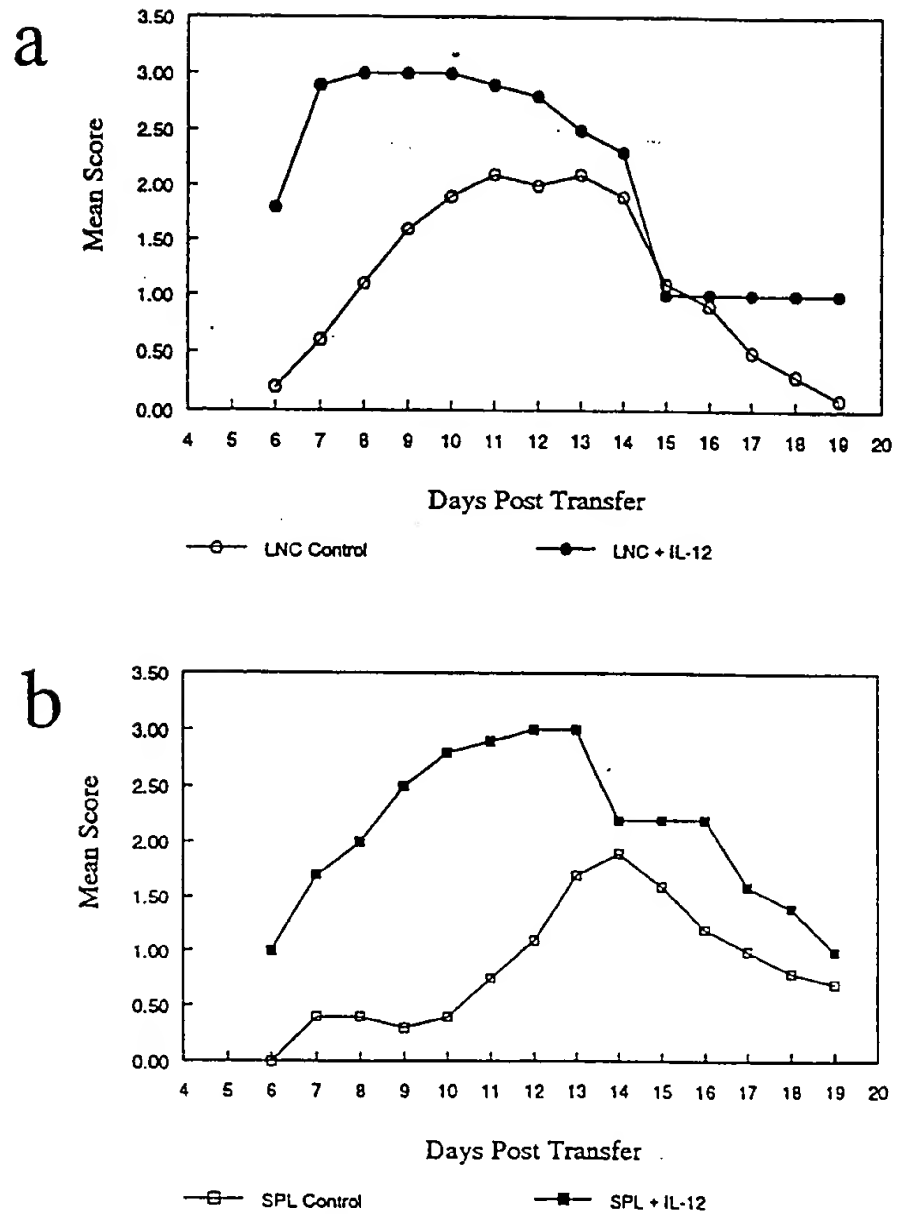 a
3.50
3.00
2.50
2.00
1.50
1.00
0.50
0.00
Mean Score
4 5 6 7 8 9 10 11 12 13 14 15 16 17 18 19 20
Days Post Transfer
LNC Control LNC + IL-12
b
3.50
3.00
2.50
2.00
1.50
1.00
0.50
0.00
Mean Score
4 5 6 7 8 9 10 11 12 13 14 15 16 17 18 19 20
Days Post Transfer
SPL Control SPL + IL-12